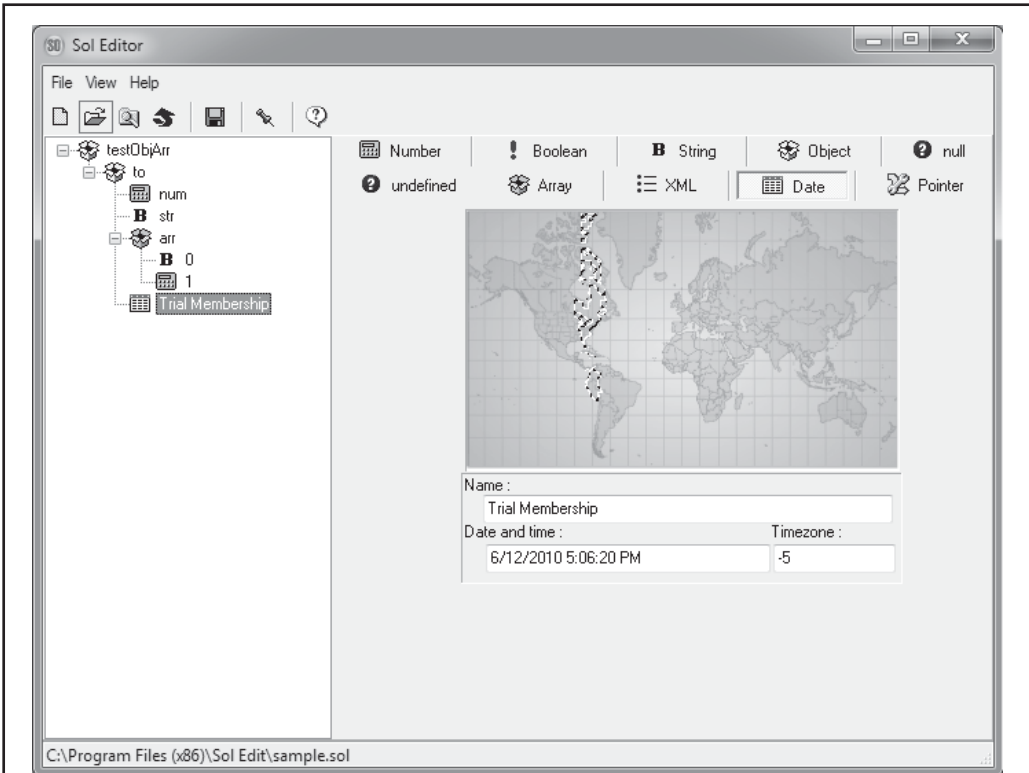 Sol Editor
File View Help
testObjArr
to
num
B str
arr
B 0
1
Trial Membership
Number
! Boolean
B String
Object
? null
? undefined
Array
XML
Date
Pointer
Name :
Trial Membership
Date and time :
Timezone :
6/12/2010 5:06:20 PM
-5
C:\Program Files (x86)\Sol Edit\sample.sol